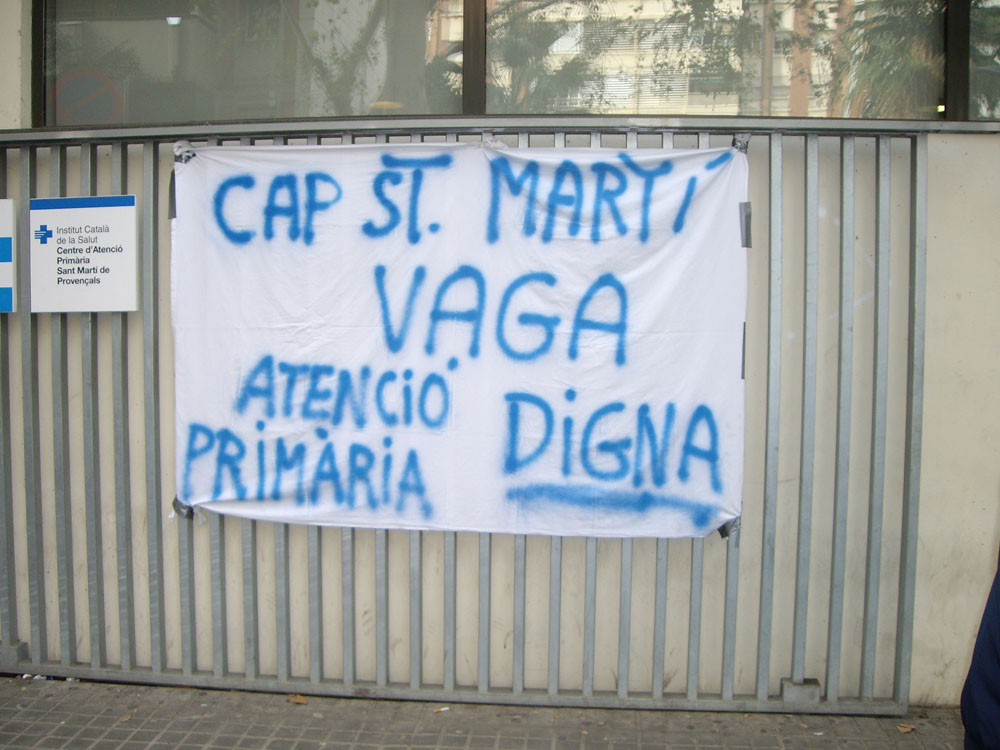 Institut Català
de la Salut
Centre d'Atenció
Primària
Sant Martí de
Provençals
CAP ST. MARTÍ
VAGA
ATENCIÓ
PRIMÀRIA
DIGNA